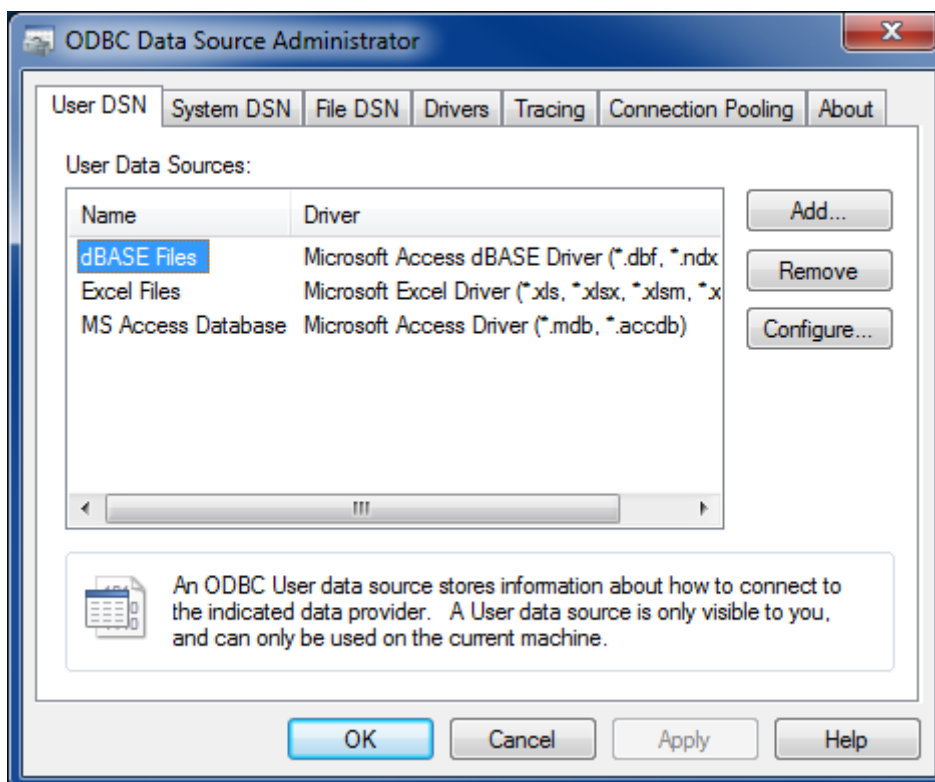 ODBC Data Source Administrator
User DSN System DSN File DSN Drivers Tracing Connection Pooling About
User Data Sources:
Name Driver
dBASE Files Microsoft Access dBASE Driver (*.dbf, *.ndx
Excel Files Microsoft Excel Driver (*.xls, *.xlsx, *.xlsm, *.x
MS Access Database Microsoft Access Driver (*.mdb, *.accdb)
Add...
Remove
Configure...
An ODBC User data source stores information about how to connect to
the indicated data provider. A User data source is only visible to you,
and can only be used on the current machine.
OK Cancel Apply Help